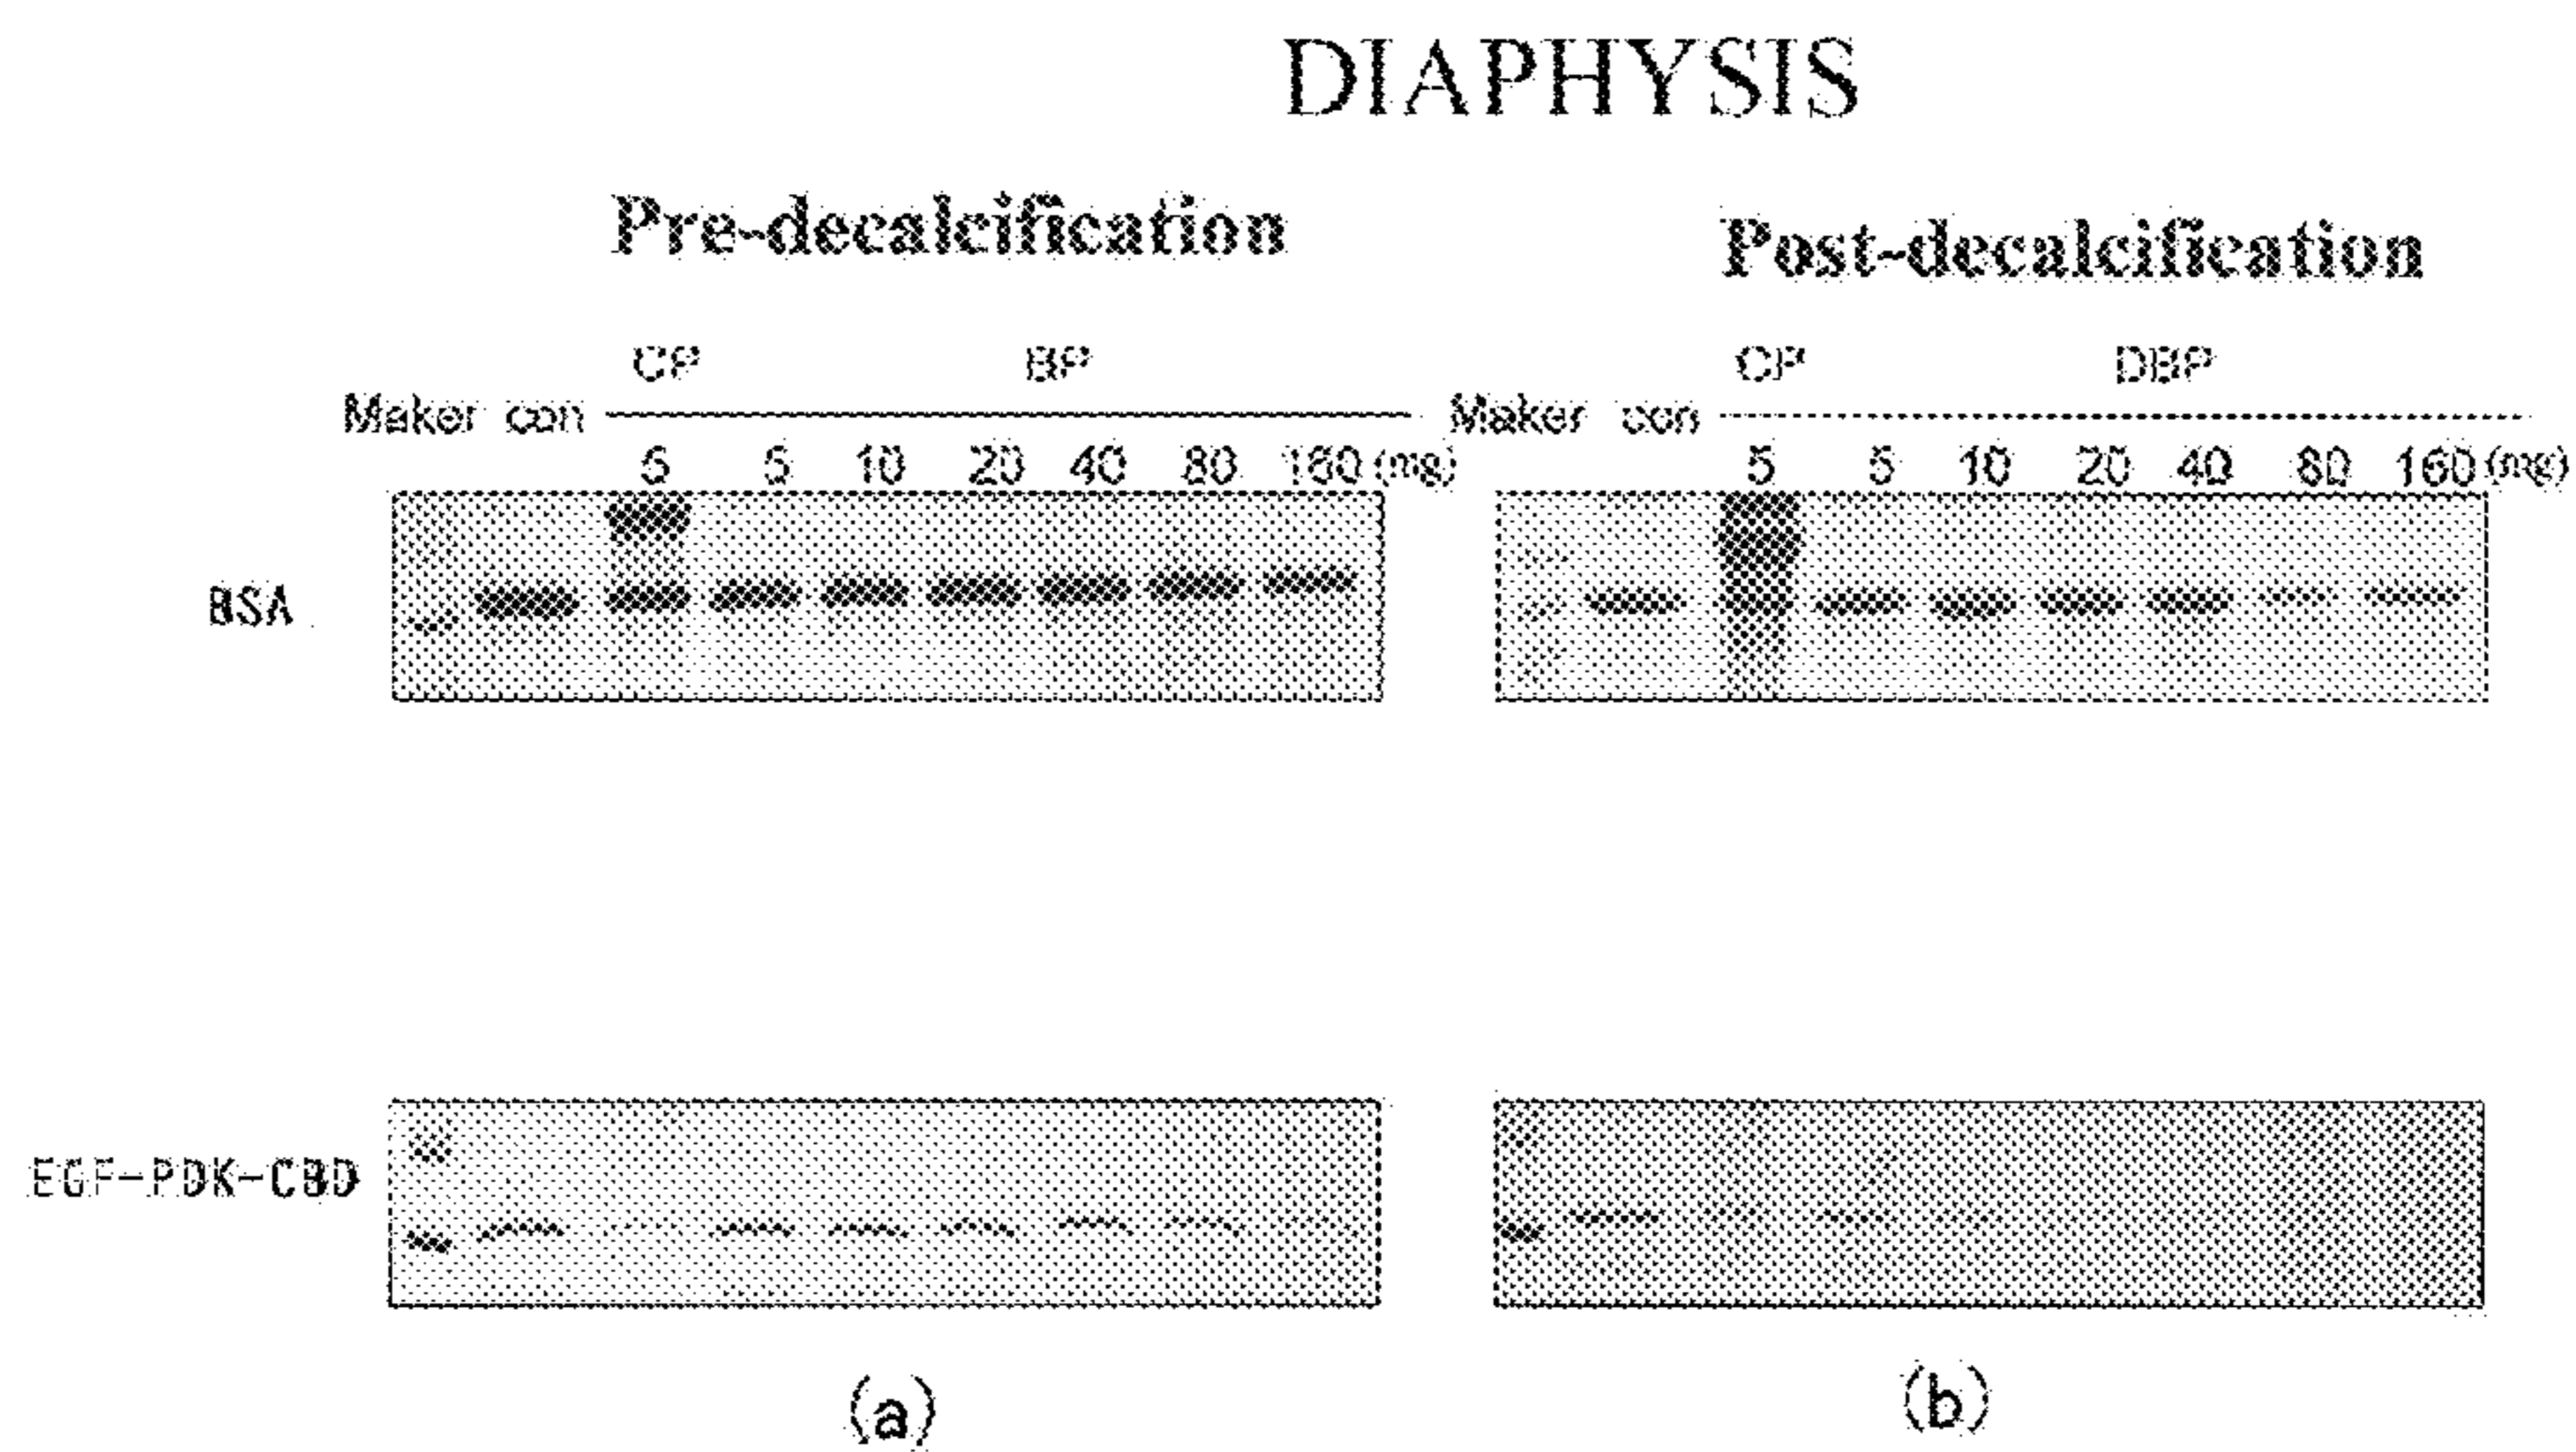 DIAPHYSIS
Pre-decalcification Post-decalcification
CP BP CP DBP
Maker con Maker con
5 5 10 20 40 80 160 (mg) 5 5 10 20 40 80 160 (mg)
BSA
EGF-PDK-CBD
(a) (b)